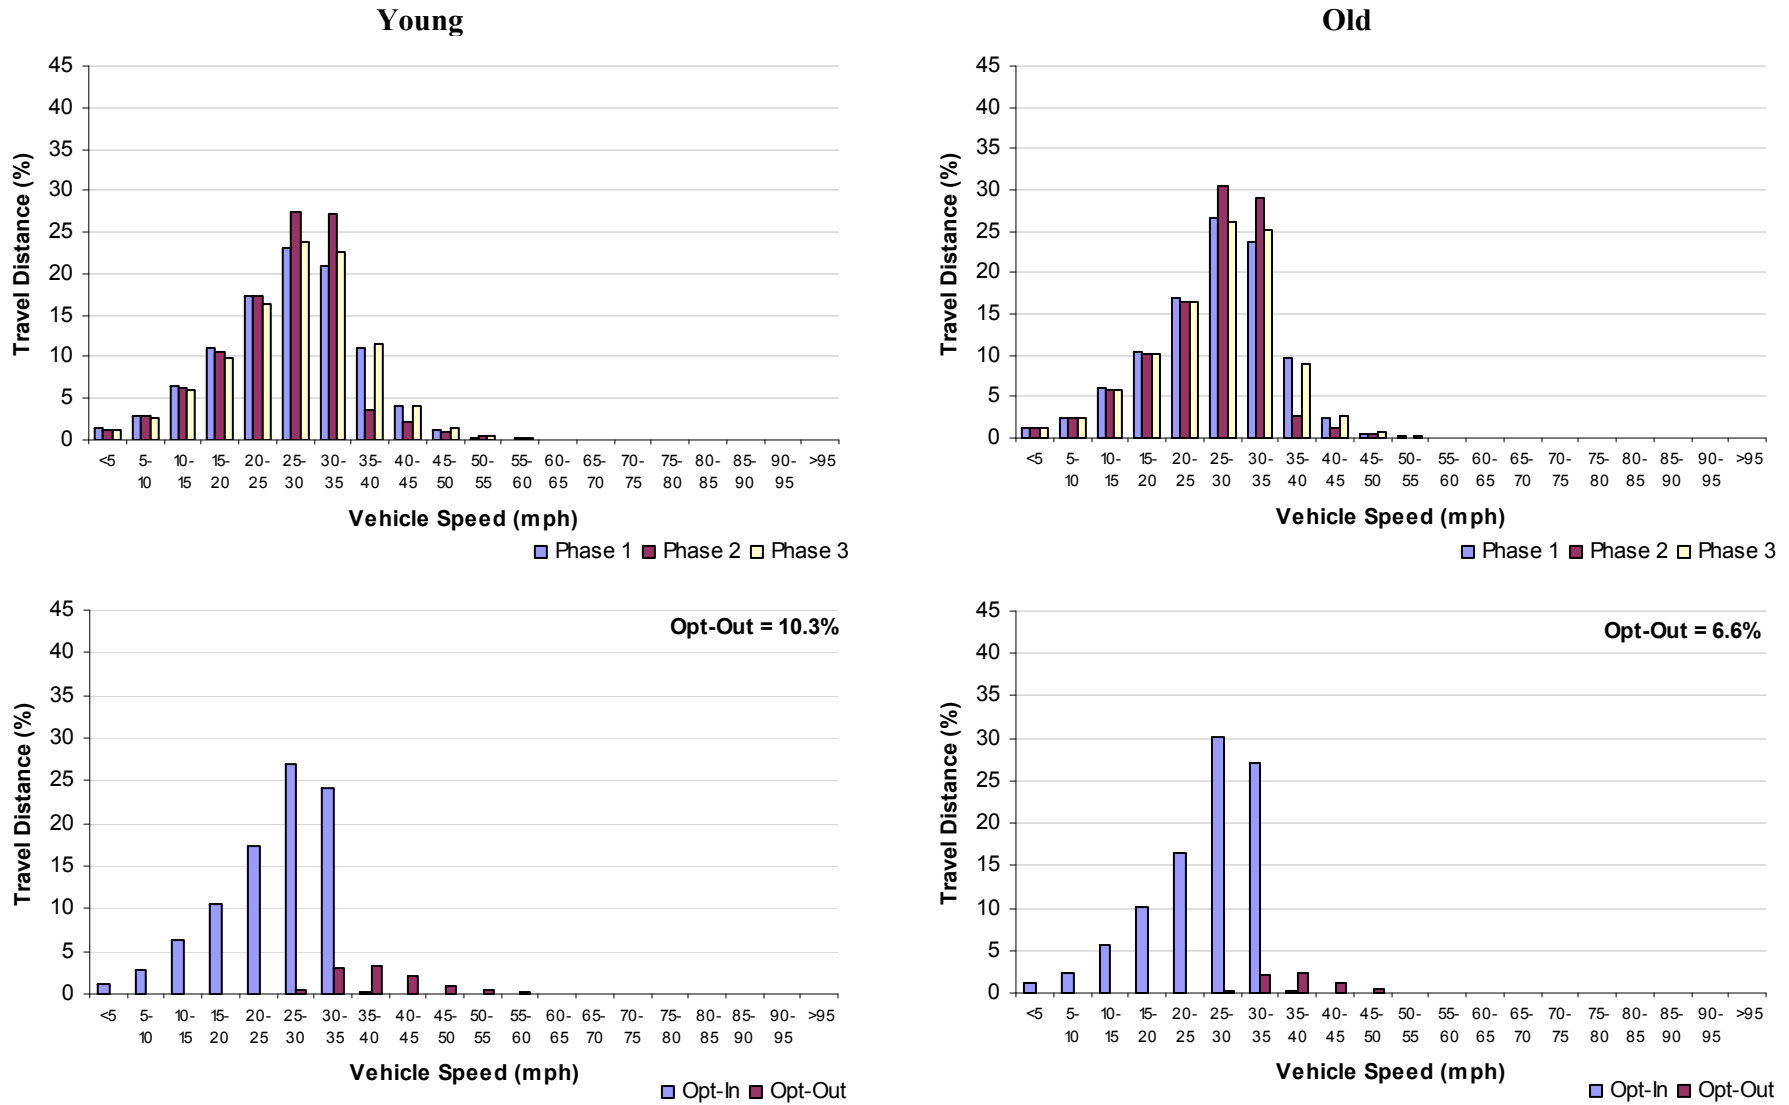 Young
45
40
35
30
25
20
15
10
5
0
Travel Distance (%)
<5 5- 10- 15- 20- 25- 30- 35- 40- 45- 50- 55- 60- 65- 70- 75- 80- 85- 90- >95
10 15 20 25 30 35 40 45 50 55 60 65 70 75 80 85 90 95
Vehicle Speed (mph)
Phase 1 Phase 2 Phase 3
Old
45
40
35
30
25
20
15
10
5
0
Travel Distance (%)
<5 5- 10- 15- 20- 25- 30- 35- 40- 45- 50- 55- 60- 65- 70- 75- 80- 85- 90- >95
10 15 20 25 30 35 40 45 50 55 60 65 70 75 80 85 90 95
Vehicle Speed (mph)
Phase 1 Phase 2 Phase 3
Opt-Out = 10.3%
45
40
35
30
25
20
15
10
5
0
Travel Distance (%)
<5 5- 10- 15- 20- 25- 30- 35- 40- 45- 50- 55- 60- 65- 70- 75- 80- 85- 90- >95
10 15 20 25 30 35 40 45 50 55 60 65 70 75 80 85 90 95
Vehicle Speed (mph)
Opt-In Opt-Out
Opt-Out = 6.6%
45
40
35
30
25
20
15
10
5
0
Travel Distance (%)
<5 5- 10- 15- 20- 25- 30- 35- 40- 45- 50- 55- 60- 65- 70- 75- 80- 85- 90- >95
10 15 20 25 30 35 40 45 50 55 60 65 70 75 80 85 90 95
Vehicle Speed (mph)
Opt-In Opt-Out